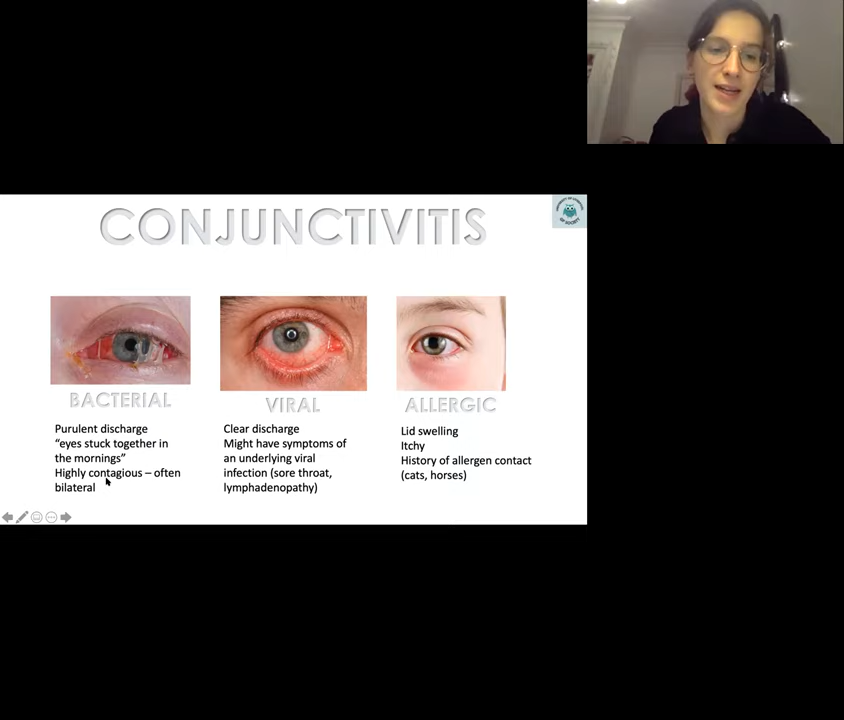 CONJUNCTIVITIS
BACTERIAL
Purulent discharge
“eyes stuck together in
the mornings”
Highly contagious – often
bilateral
VIRAL
Clear discharge
Might have symptoms of
an underlying viral
infection (sore throat,
lymphadenopathy)
ALLERGIC
Lid swelling
Itchy
History of allergen contact
(cats, horses)